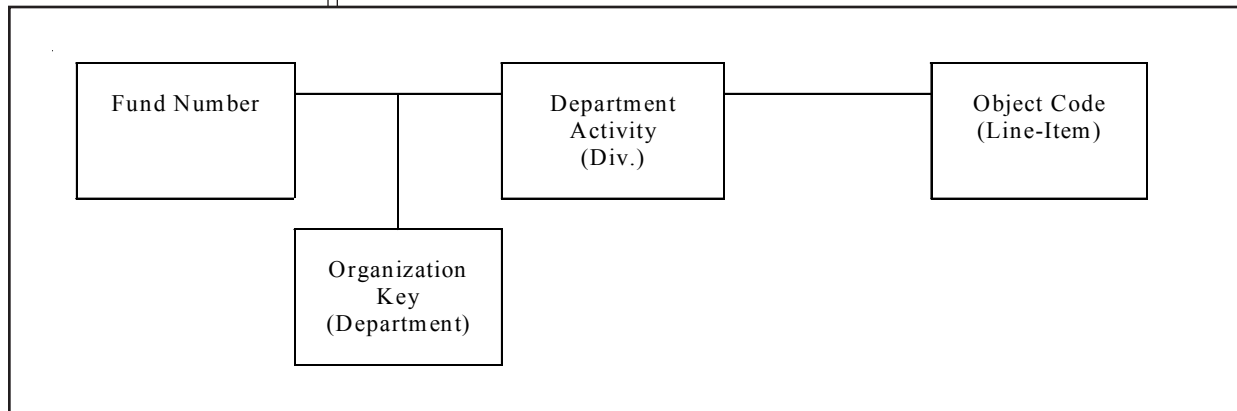 Fund Number
Department
Activity
(Div.)
Object Code
(Line-Item)
Organization
Key
(Department)